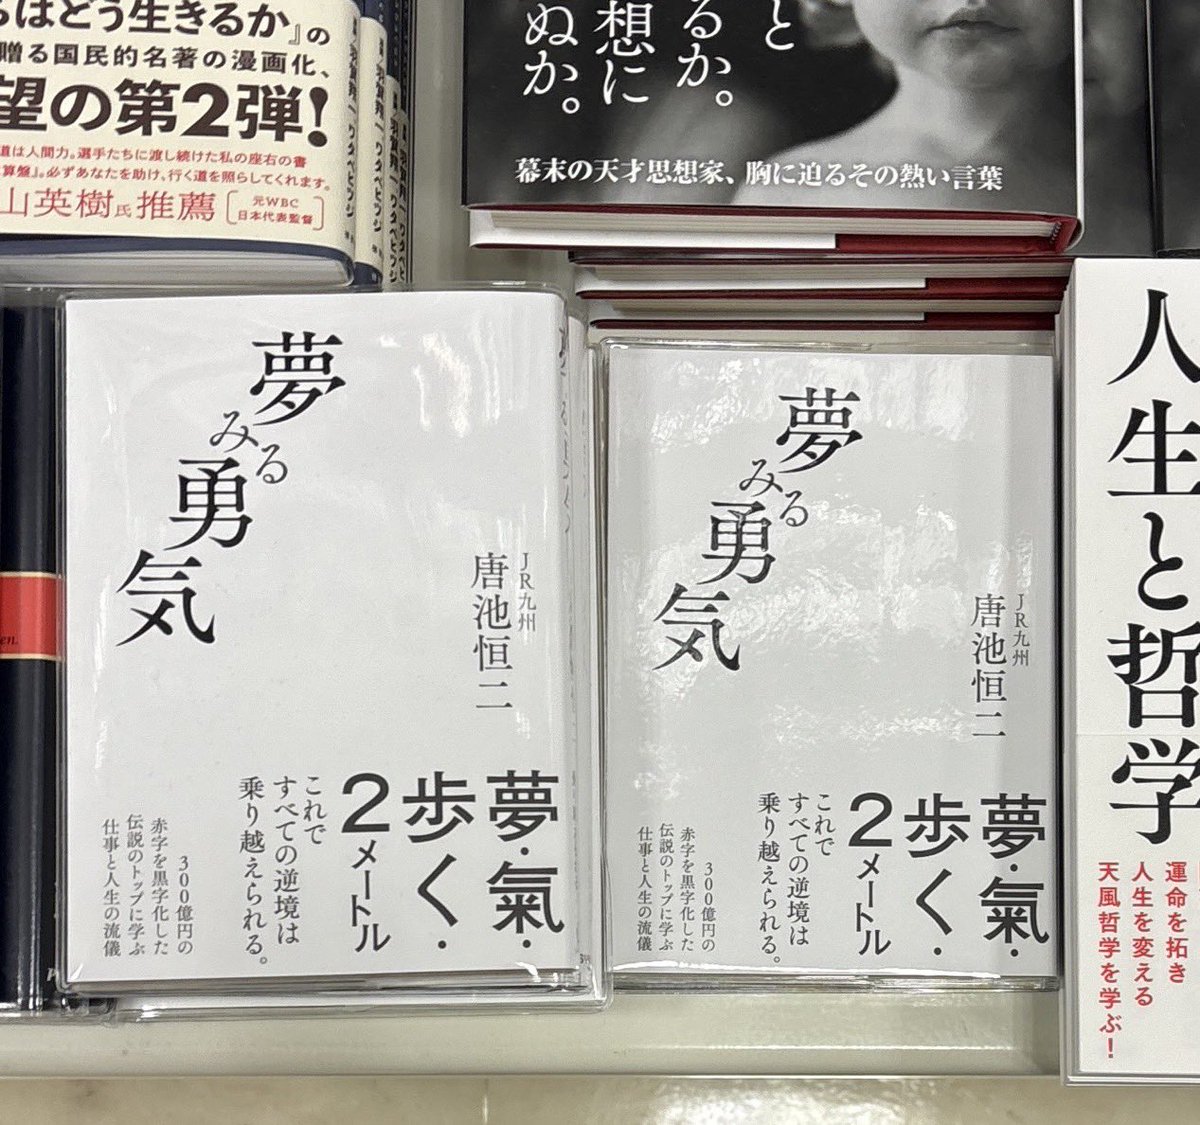 らはどう生きるか』の
贈る国民的名著の漫画化、
望の第2弾!
道は人間力。選手たちに渡し続けた私の座右の書
算盤』。必ずあなたを助け、行く道を照らしてくれます。
山英樹氏推薦
元WBC
日本代表監督
と
るか。
想に
ぬか。
幕末の天才思想家、胸に迫るその熱い言葉
夢みる勇気
JR九州
唐池恒二
夢・氣・
歩く・
2メートル
これで
すべての逆境は
乗り越えられる。
300億円の
赤字を黒字化した
伝説のトップに学ぶ
仕事と人生の流儀
夢みる勇気
JR九州
唐池恒二
夢・氣・
歩く・
2メートル
これで
すべての逆境は
乗り越えられる。
300億円の
赤字を黒字化した
伝説のトップに学ぶ
仕事と人生の流儀
人生と哲学
運命を拓き
人生を変える
天風哲学を学ぶ!